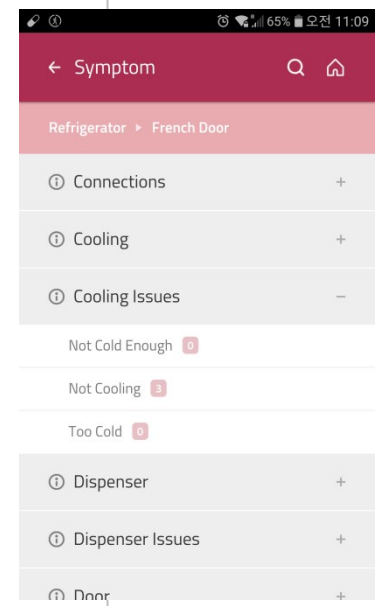 65% 오전 11:09
← Symptom
Refrigerator ▸ French Door
Connections +
Cooling +
Cooling Issues −
Not Cold Enough 0
Not Cooling 3
Too Cold 0
Dispenser +
Dispenser Issues +
Door +